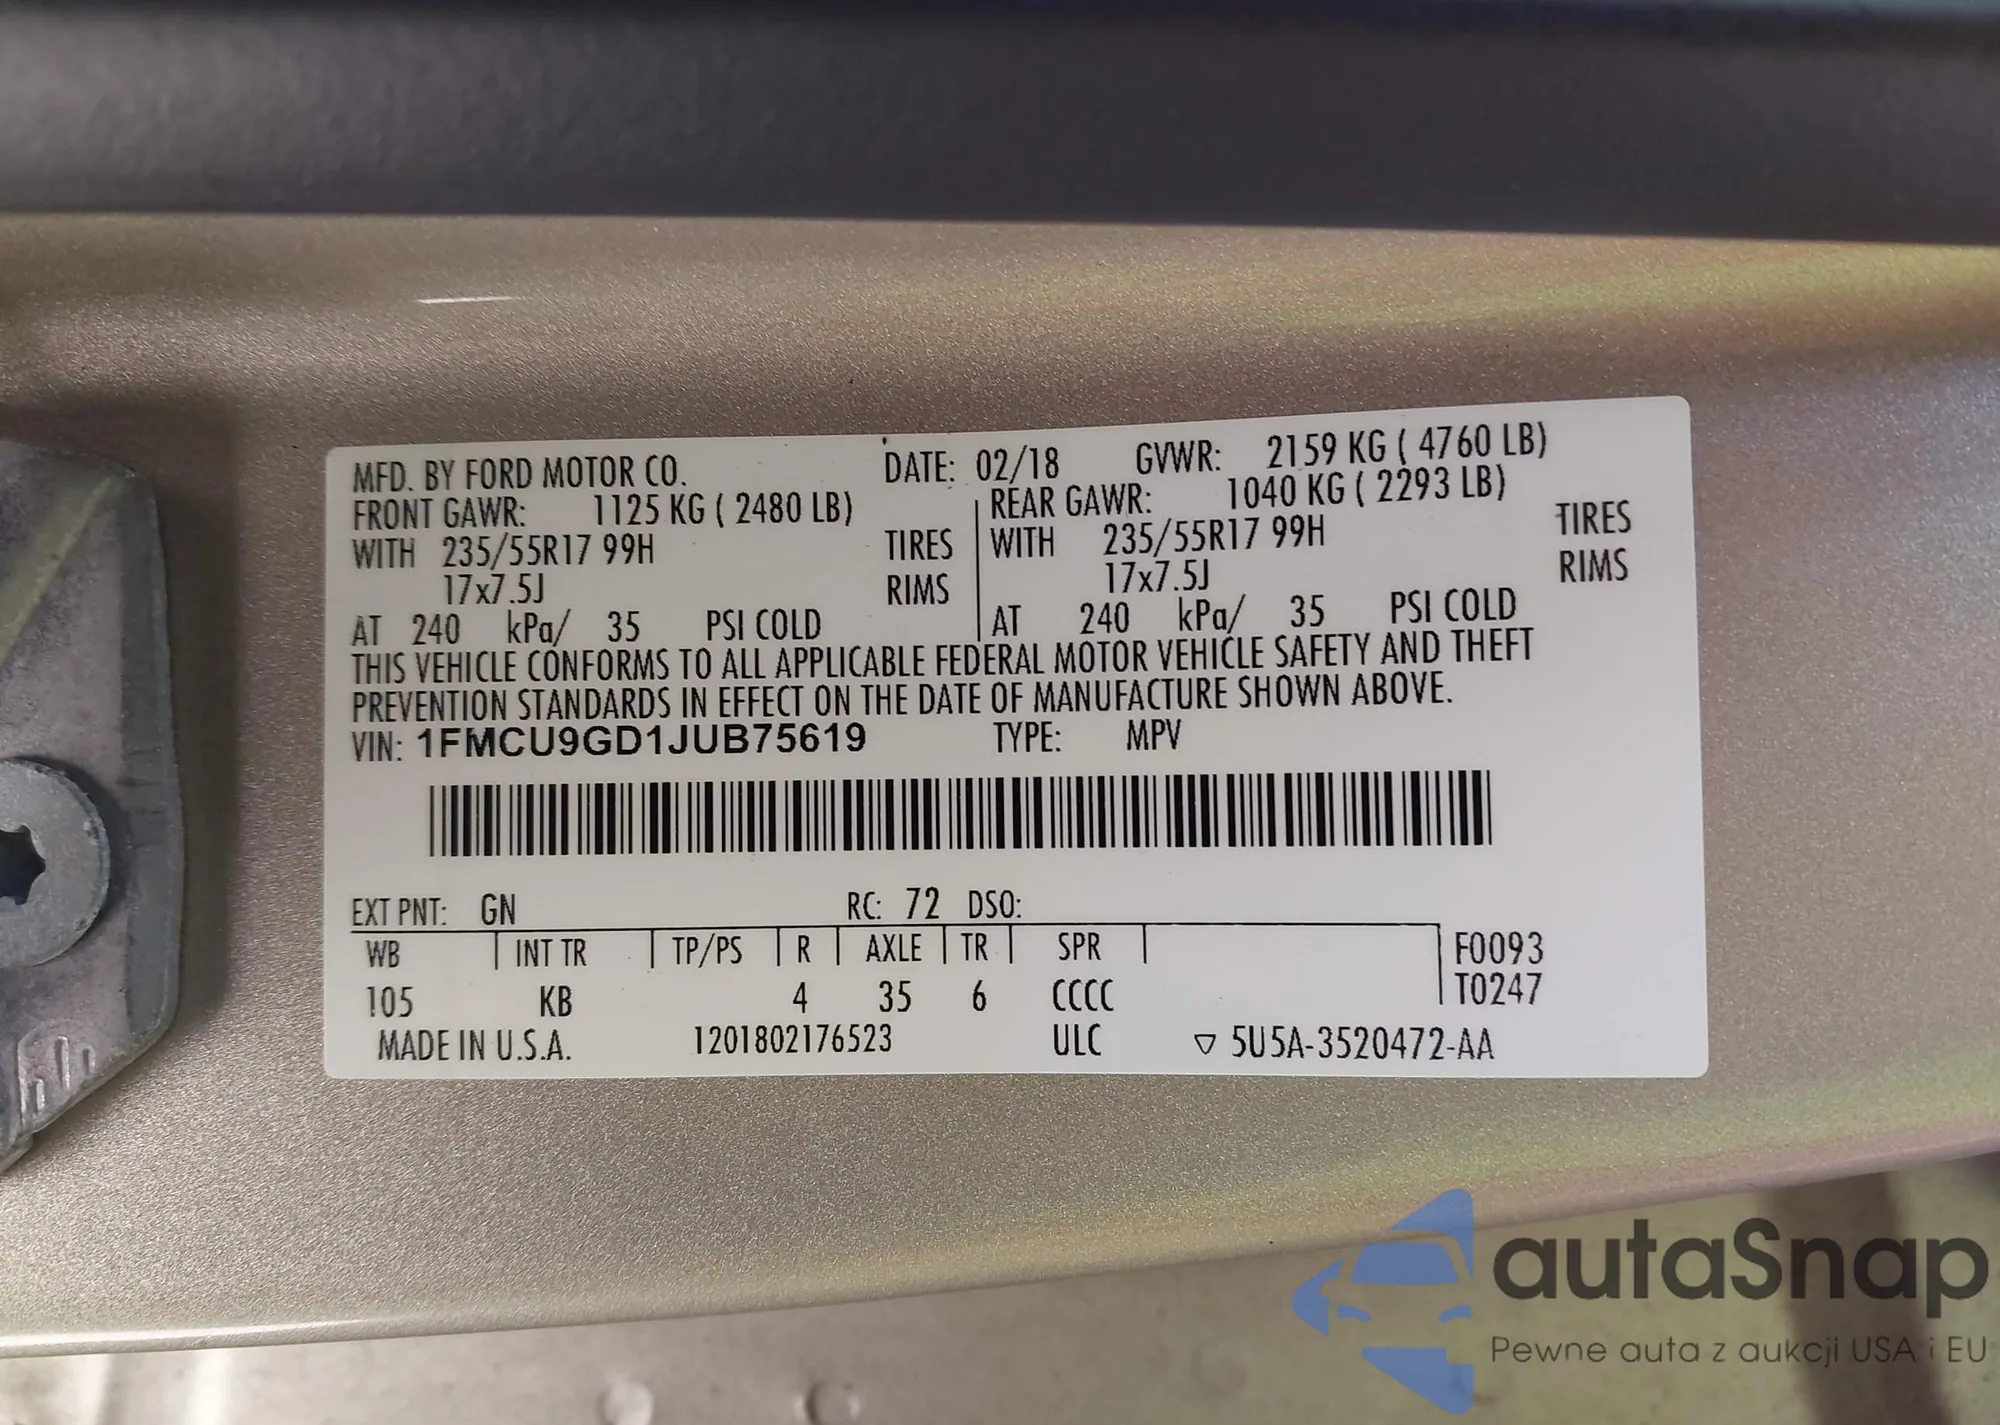 MFD. BY FORD MOTOR CO. DATE: 02/18 GVWR: 2159 KG ( 4760 LB)
FRONT GAWR: 1125 KG ( 2480 LB) REAR GAWR: 1040 KG ( 2293 LB)
WITH 235/55R17 99H TIRES WITH 235/55R17 99H TIRES
17x7.5J RIMS 17x7.5J RIMS
AT 240 kPa/ 35 PSI COLD AT 240 kPa/ 35 PSI COLD
THIS VEHICLE CONFORMS TO ALL APPLICABLE FEDERAL MOTOR VEHICLE SAFETY AND THEFT
PREVENTION STANDARDS IN EFFECT ON THE DATE OF MANUFACTURE SHOWN ABOVE.
VIN: 1FMCU9GD1JUB75619 TYPE: MPV
EXT PNT: GN RC: 72 DSO:
WB INT TR TP/PS R AXLE TR SPR F0093
105 KB 4 35 6 CCCC T0247
MADE IN U.S.A. 1201802176523 ULC ▽ 5U5A-3520472-AA
autaSnap
Pewne auta z aukcji USA i EU